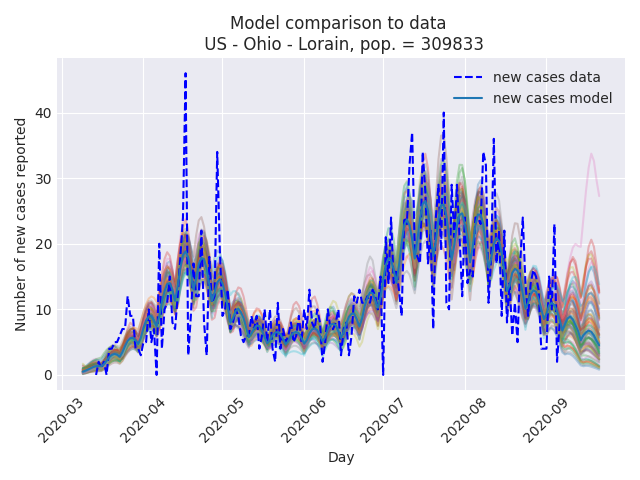 Model comparison to data
US - Ohio - Lorain, pop. = 309833
new cases data
new cases model
Number of new cases reported
40
30
20
10
0
2020-03
2020-04
2020-05
2020-06
2020-07
2020-08
2020-09
Day